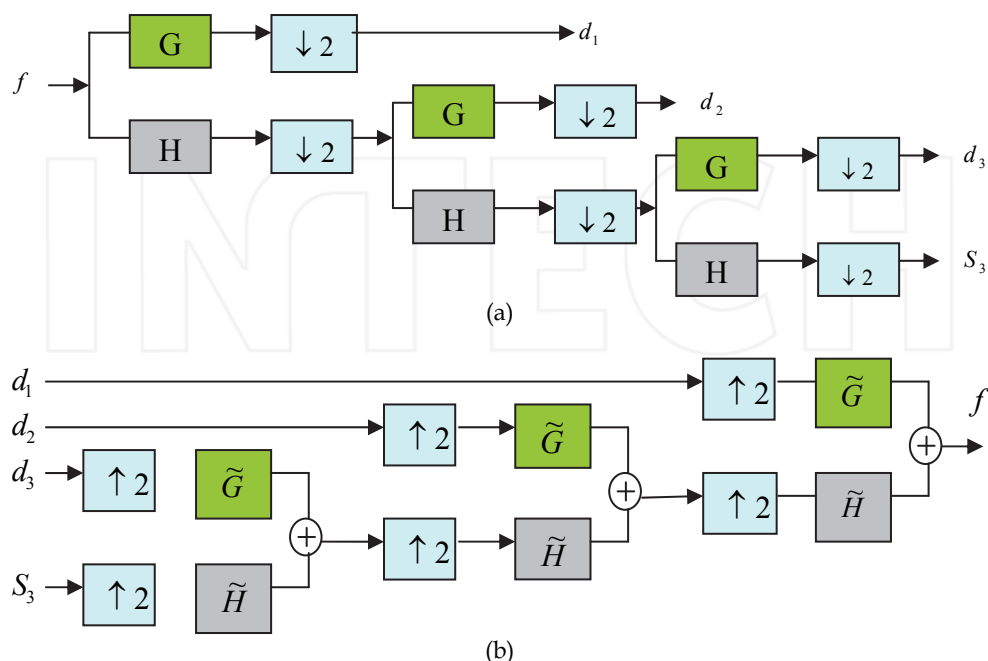 G ↓ 2 d₁
f
G ↓ 2 d₂
H ↓ 2
G ↓ 2 d₃
H ↓ 2
H ↓ 2 S₃
(a)
INTECH
d₁ ↑ 2 G̃ f
d₂ ↑ 2 G̃ +
d₃ ↑ 2 G̃
+ ↑ 2 H̃
+ ↑ 2 H̃
S₃ ↑ 2 H̃
(b)